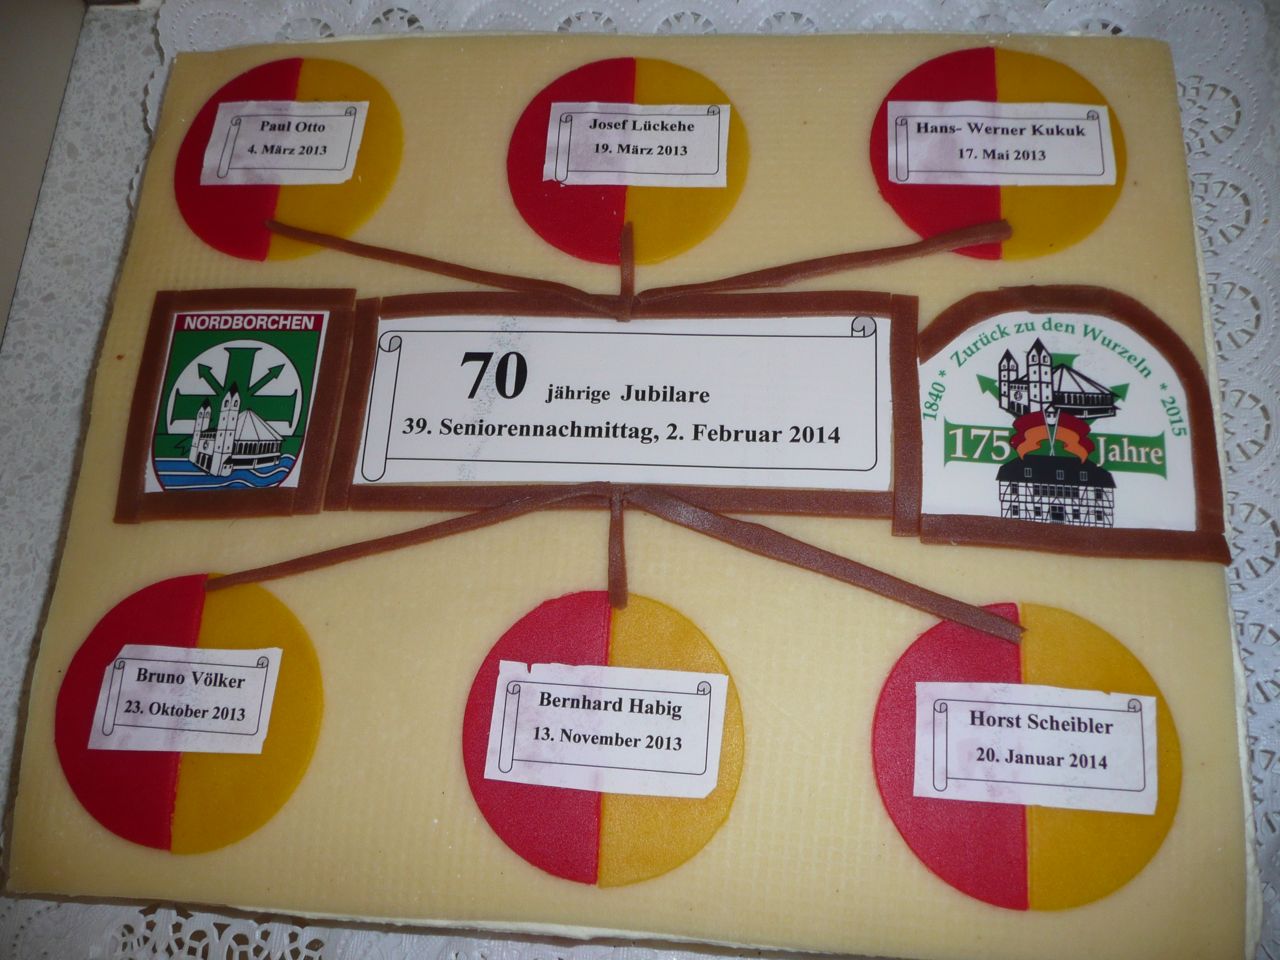 Paul Otto
4. März 2013
Josef Lückehe
19. März 2013
Hans- Werner Kukuk
17. Mai 2013
NORDBORCHEN
70 jährige Jubilare
39. Seniorennachmittag, 2. Februar 2014
1840 * Zurück zu den Wurzeln * 2015
175 Jahre
Bruno Völker
23. Oktober 2013
Bernhard Habig
13. November 2013
Horst Scheibler
20. Januar 2014